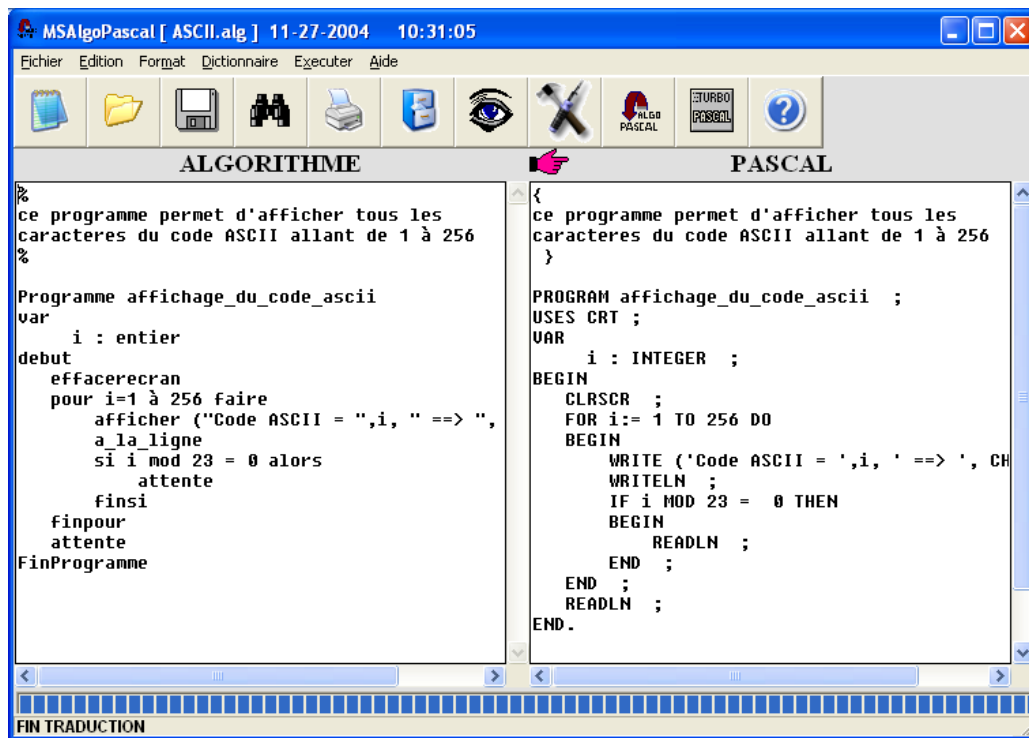 MSAlgoPascal [ ASCII.alg ] 11-27-2004 10:31:05
Fichier Edition Format Dictionnaire Executer Aide
ALGO PASCAL
TURBO PASCAL
?
ALGORITHME
%
ce programme permet d'afficher tous les
caracteres du code ASCII allant de 1 à 256
%
Programme affichage_du_code_ascii
var
i : entier
debut
effacerecran
pour i=1 à 256 faire
afficher ("Code ASCII = ",i, " ==> ",
a_la_ligne
si i mod 23 = 0 alors
attente
finsi
finpour
attente
FinProgramme
PASCAL
{
ce programme permet d'afficher tous les
caracteres du code ASCII allant de 1 à 256
}
PROGRAM affichage_du_code_ascii ;
USES CRT ;
VAR
i : INTEGER ;
BEGIN
CLRSCR ;
FOR i:= 1 TO 256 DO
BEGIN
WRITE ('Code ASCII = ',i, ' ==> ', CH
WRITELN ;
IF i MOD 23 = 0 THEN
BEGIN
READLN ;
END ;
END ;
READLN ;
END.
FIN TRADUCTION